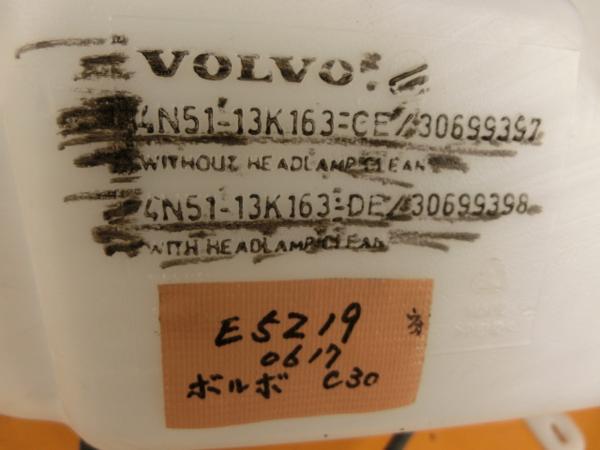 VOLVO
4N51-13K163-CE / 30699397
WITHOUT HEADLAMP CLEAN
4N51-13K163-DE / 30699398
WITH HEADLAMP CLEAN
E5219
0617
ボルボ C30